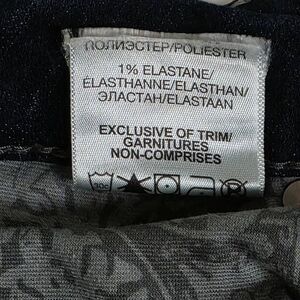 ПОЛИЭСТЕР/POLIESTER
1% ELASTANE/
ÉLASTHANNE/ELASTHAN/
ЭЛАСТАН/ELASTAAN
EXCLUSIVE OF TRIM/
GARNITURES
NON-COMPRISES